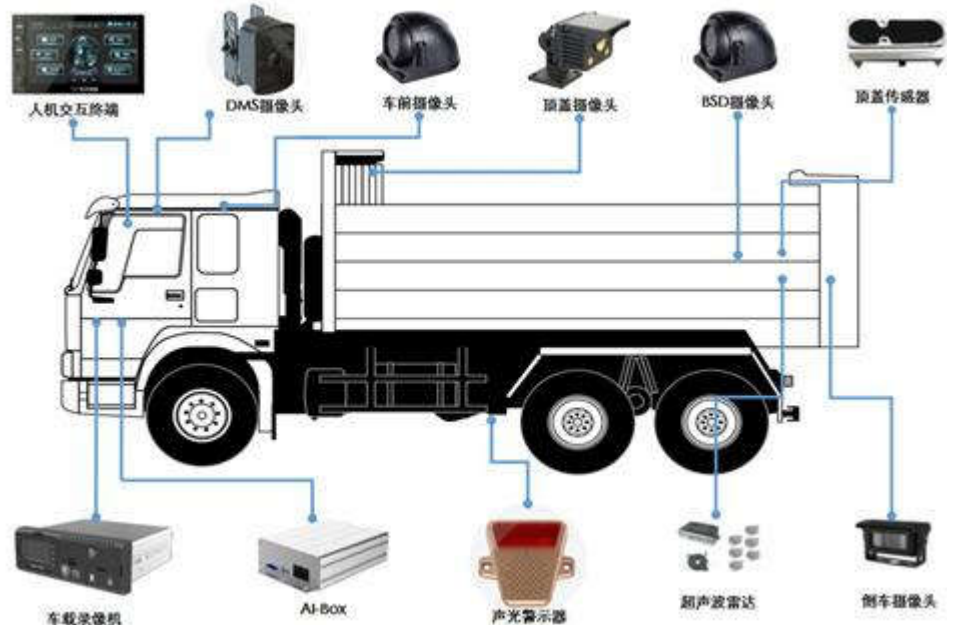 人机交互终端
DMS摄像头
车前摄像头
顶盖摄像头
BSD摄像头
顶盖传感器
车载录像机
AI-BOX
声光警示器
超声波雷达
倒车摄像头